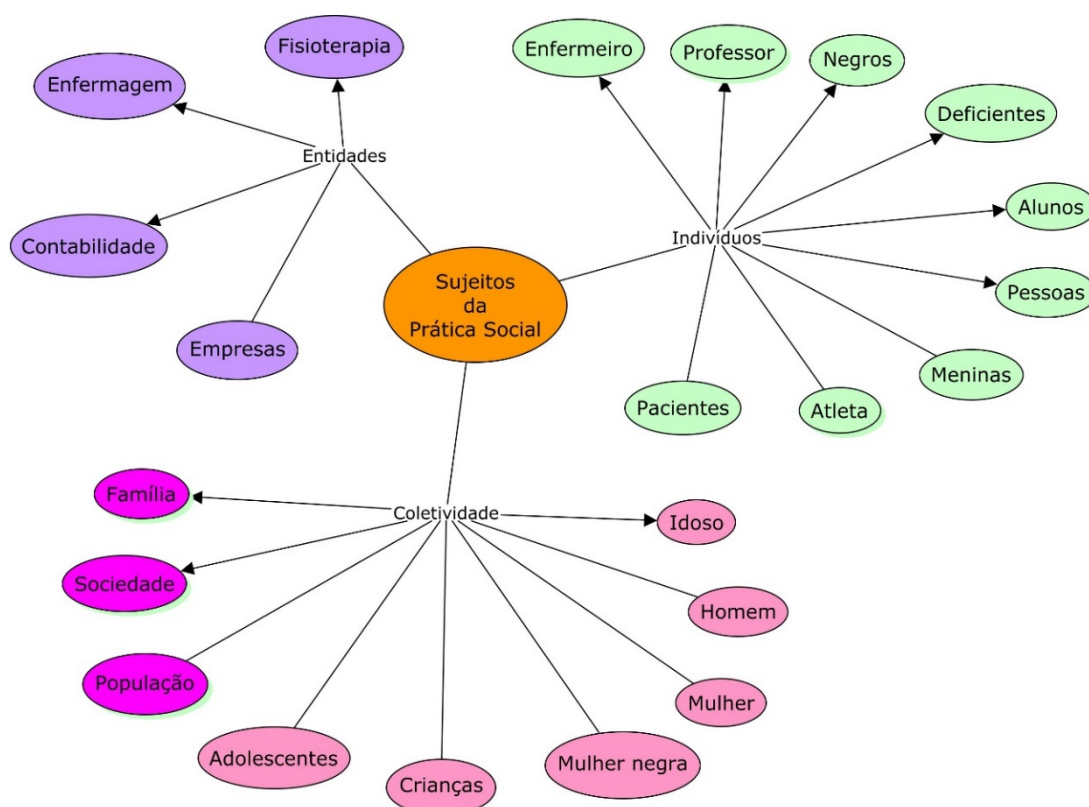 Fisioterapia
Enfermagem
Entidades
Contabilidade
Empresas
Enfermeiro
Professor
Negros
Deficientes
Alunos
Indivíduos
Pessoas
Meninas
Atleta
Pacientes
Sujeitos
da
Prática Social
Coletividade
Família
Sociedade
População
Adolescentes
Crianças
Mulher negra
Mulher
Homem
Idoso